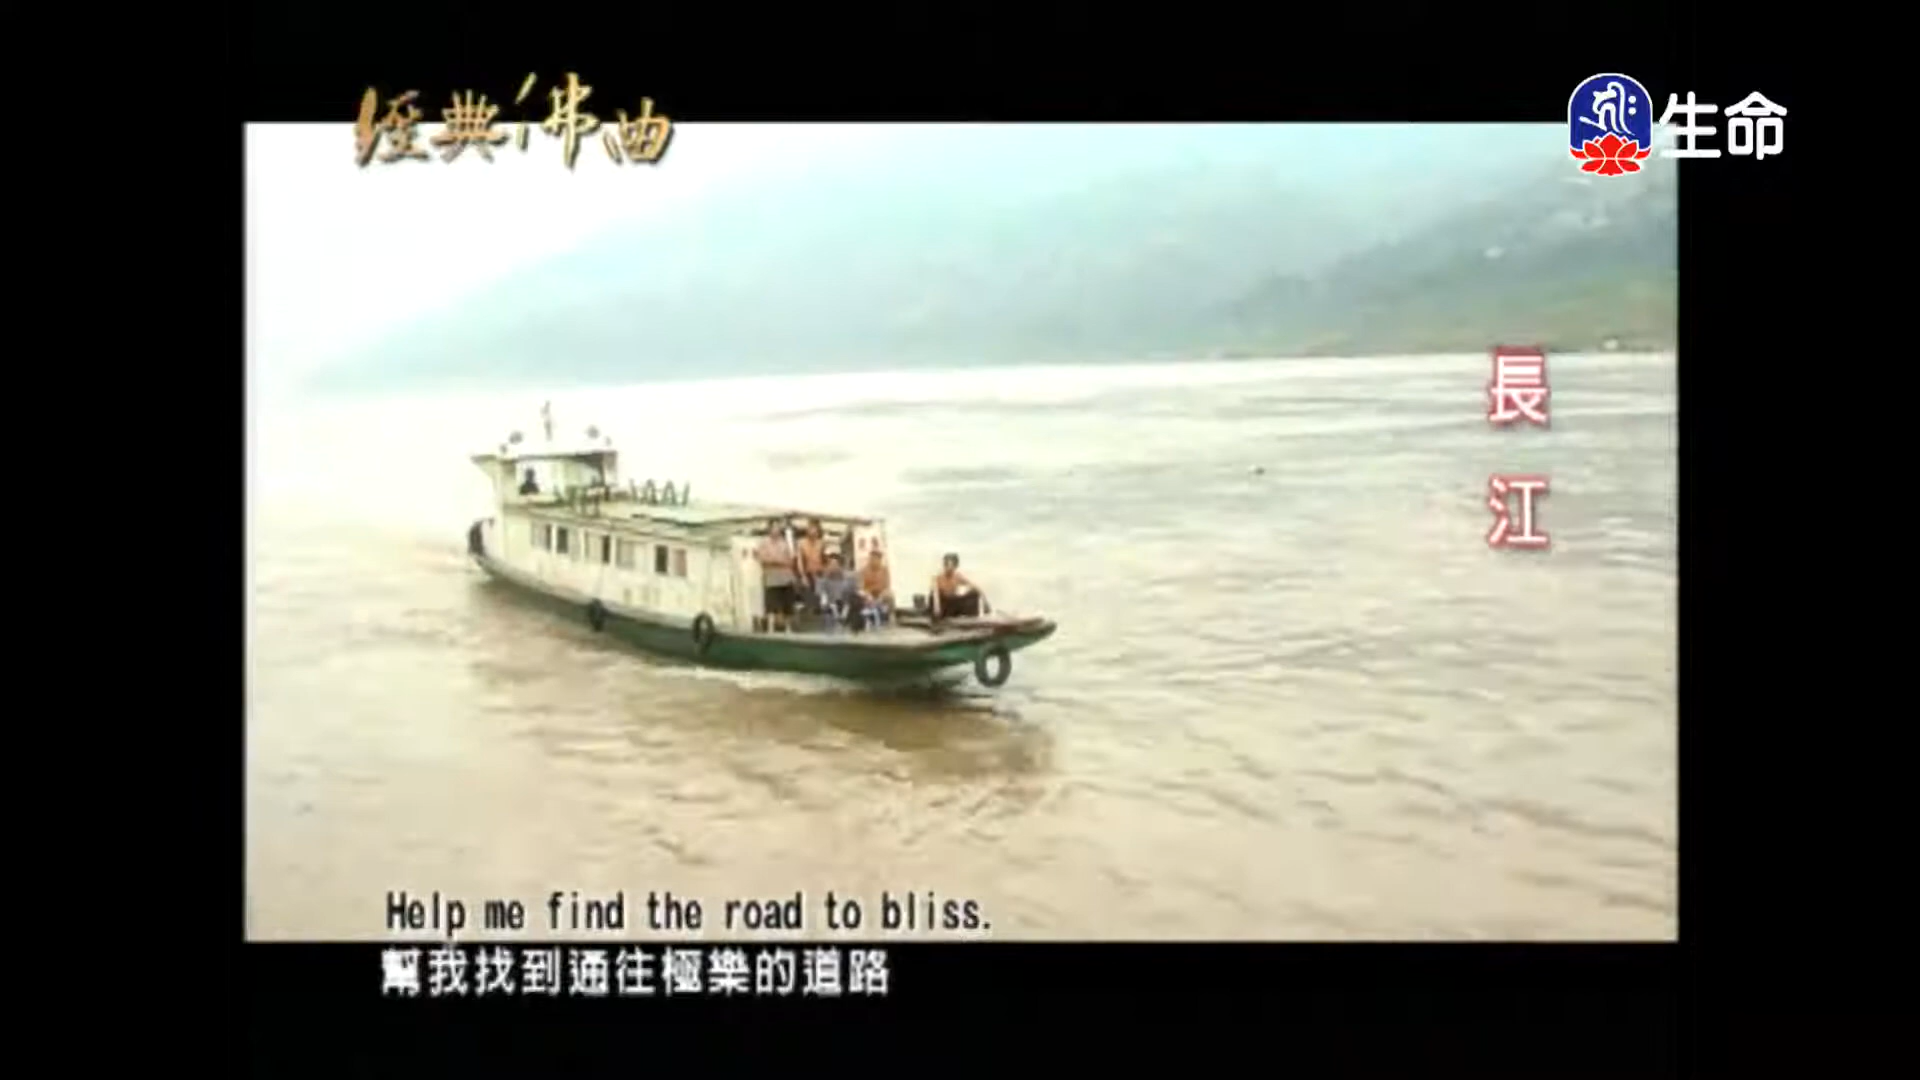 經典佛曲
生命
長江
Help me find the road to bliss.
幫我找到通往極樂的道路